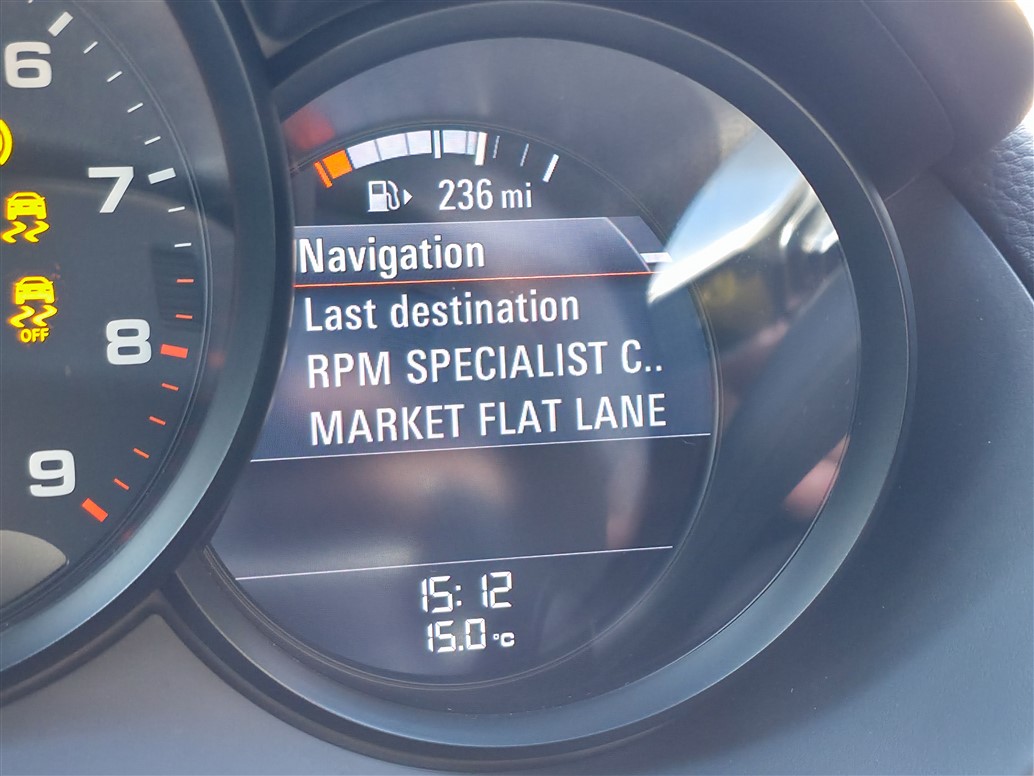 6
7
8
9
OFF
236 mi
Navigation
Last destination
RPM SPECIALIST C..
MARKET FLAT LANE
15:12
15.0 °C